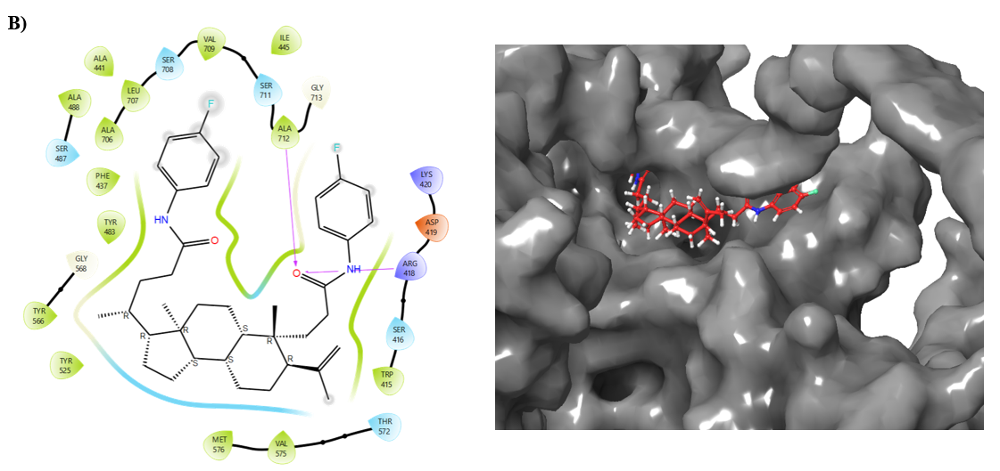 B)
VAL
709
ILE
445
ALA
441
SER
708
SER
711
GLY
713
ALA
488
LEU
707
ALA
706
ALA
712
SER
487
F
F
PHE
437
LYS
420
TYR
483
HN
O
ASP
419
GLY
568
O
NH
ARG
418
TYR
566
R
R
R
S
R
SER
416
TYR
525
S
S
R
TRP
415
THR
572
MET
576
VAL
575